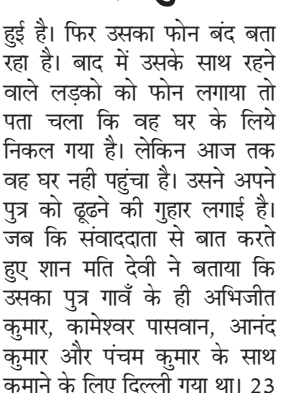 हुई है। फिर उसका फोन बंद बता
रहा है। बाद में उसके साथ रहने
वाले लड़को को फोन लगाया तो
पता चला कि वह घर के लिये
निकल गया है। लेकिन आज तक
वह घर नही पहुंचा है। उसने अपने
पुत्र को ढूढने की गुहार लगाई है।
जब कि संवाददाता से बात करते
हुए शान मति देवी ने बताया कि
उसका पुत्र गावँ के ही अभिजीत
कुमार, कामेश्वर पासवान, आनंद
कुमार और पंचम कुमार के साथ
कमाने के लिए दिल्ली गया था। 23